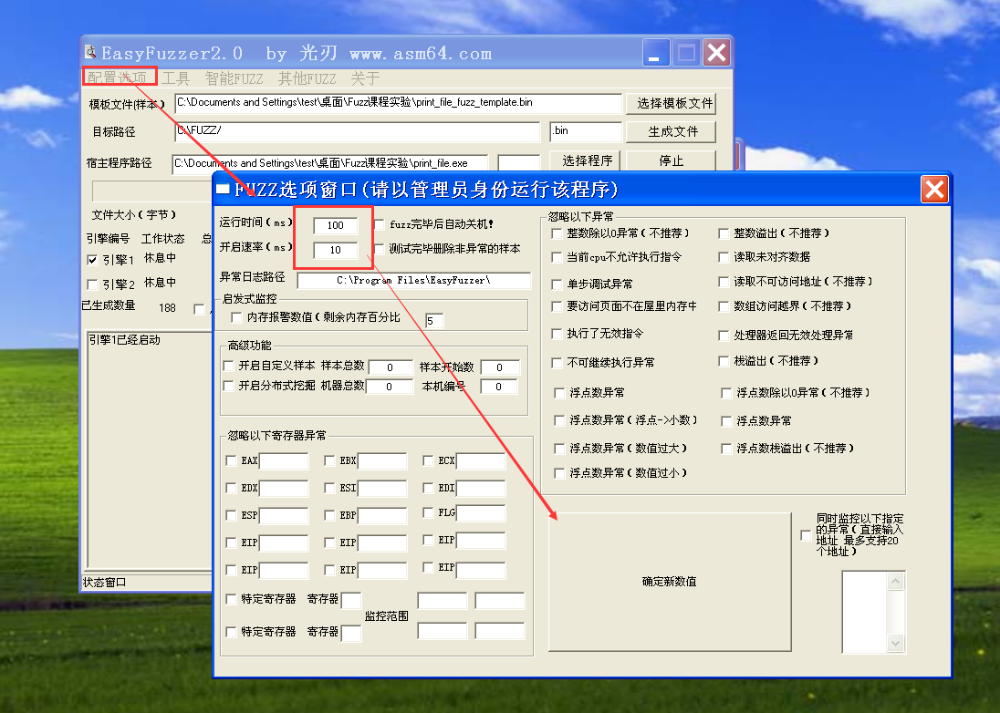 EasyFuzzer2.0 by 光刃 www.asm64.com
配置选项 工具 智能FUZZ 其他FUZZ 关于
模板文件(样本) C:\Documents and Settings\test\桌面\Fuzz课程实验\print_file_fuzz_template.bin 选择模板文件
目标路径 C:\FUZZ/ .bin 生成文件
宿主程序路径 C:\Documents and Settings\test\桌面\Fuzz课程实验\print_file.exe 选择程序 停止
文件大小(字节)
引擎编号 工作状态 总
引擎1 休息中
引擎2 休息中
已生成数量 188
引擎1已经启动
状态窗口
FUZZ选项窗口(请以管理员身份运行该程序)
运行时间(ms) 100 fuzz完毕后自动关机!
开启速率(ms) 10 测试完毕删除非异常的样本
异常日志路径 C:\Program Files\EasyFuzzer\
启发式监控
内存报警数值(剩余内存百分比 5
高级功能
开启自定义样本 样本总数 0 样本开始数 0
开启分布式挖掘 机器总数 0 本机编号 0
忽略以下寄存器异常
EAX EBX ECX
EDX ESI EDI
ESP EBP FLG
EIP EIP EIP
EIP EIP EIP
特定寄存器 寄存器
监控范围
特定寄存器 寄存器
忽略以下异常
整数除以0异常(不推荐) 整数溢出(不推荐)
当前cpu不允许执行指令 读取未对齐数据
单步调试异常 读取不可访问地址(不推荐)
要访问页面不在屋里内存中 数组访问越界(不推荐)
执行了无效指令 处理器返回无效处理异常
不可继续执行异常 栈溢出(不推荐)
浮点数异常 浮点数除以0异常(不推荐)
浮点数异常(浮点->小数) 浮点数异常
浮点数异常(数值过大) 浮点数栈溢出(不推荐)
浮点数异常(数值过小)
确定新数值
同时监控以下指定
的异常(直接输入
地址 最多支持20
个地址)